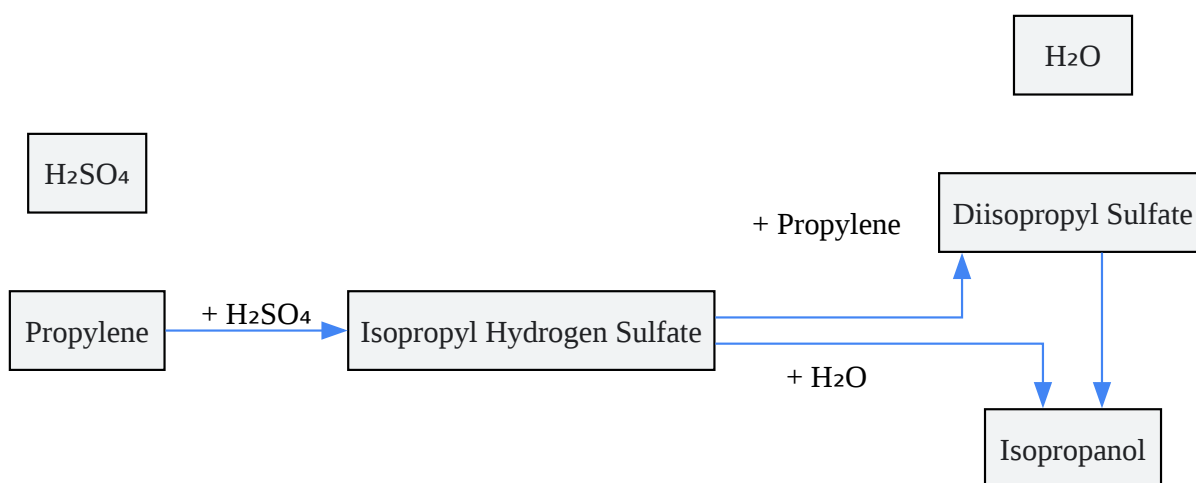 H₂O
H₂SO₄
Diisopropyl Sulfate
+ Propylene
+ H₂SO₄
Propylene
Isopropyl Hydrogen Sulfate
+ H₂O
Isopropanol